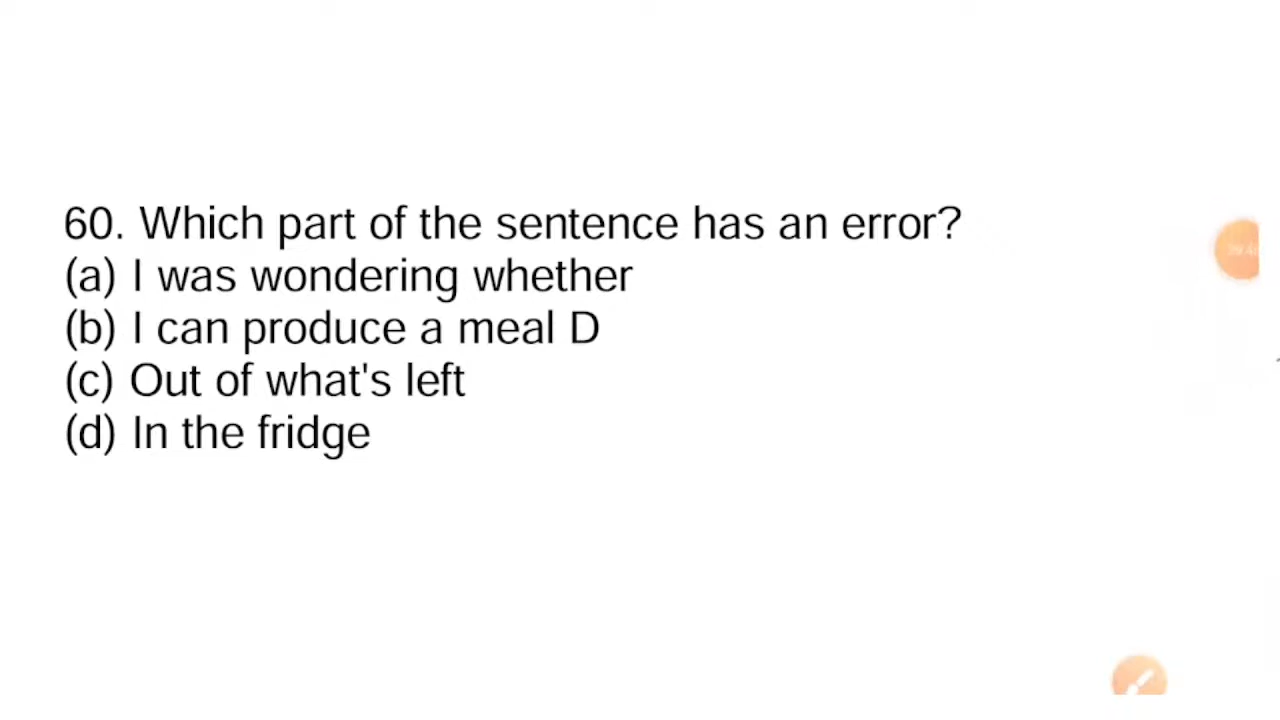 60. Which part of the sentence has an error?
(a) I was wondering whether
(b) I can produce a meal D
(c) Out of what's left
(d) In the fridge